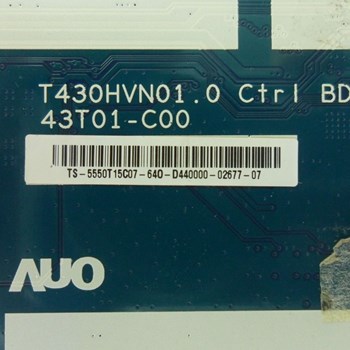 T430HVN01.0 Ctrl BD
43T01-C00
TS-5550T15C07-640-D440000-02677-07
AUO